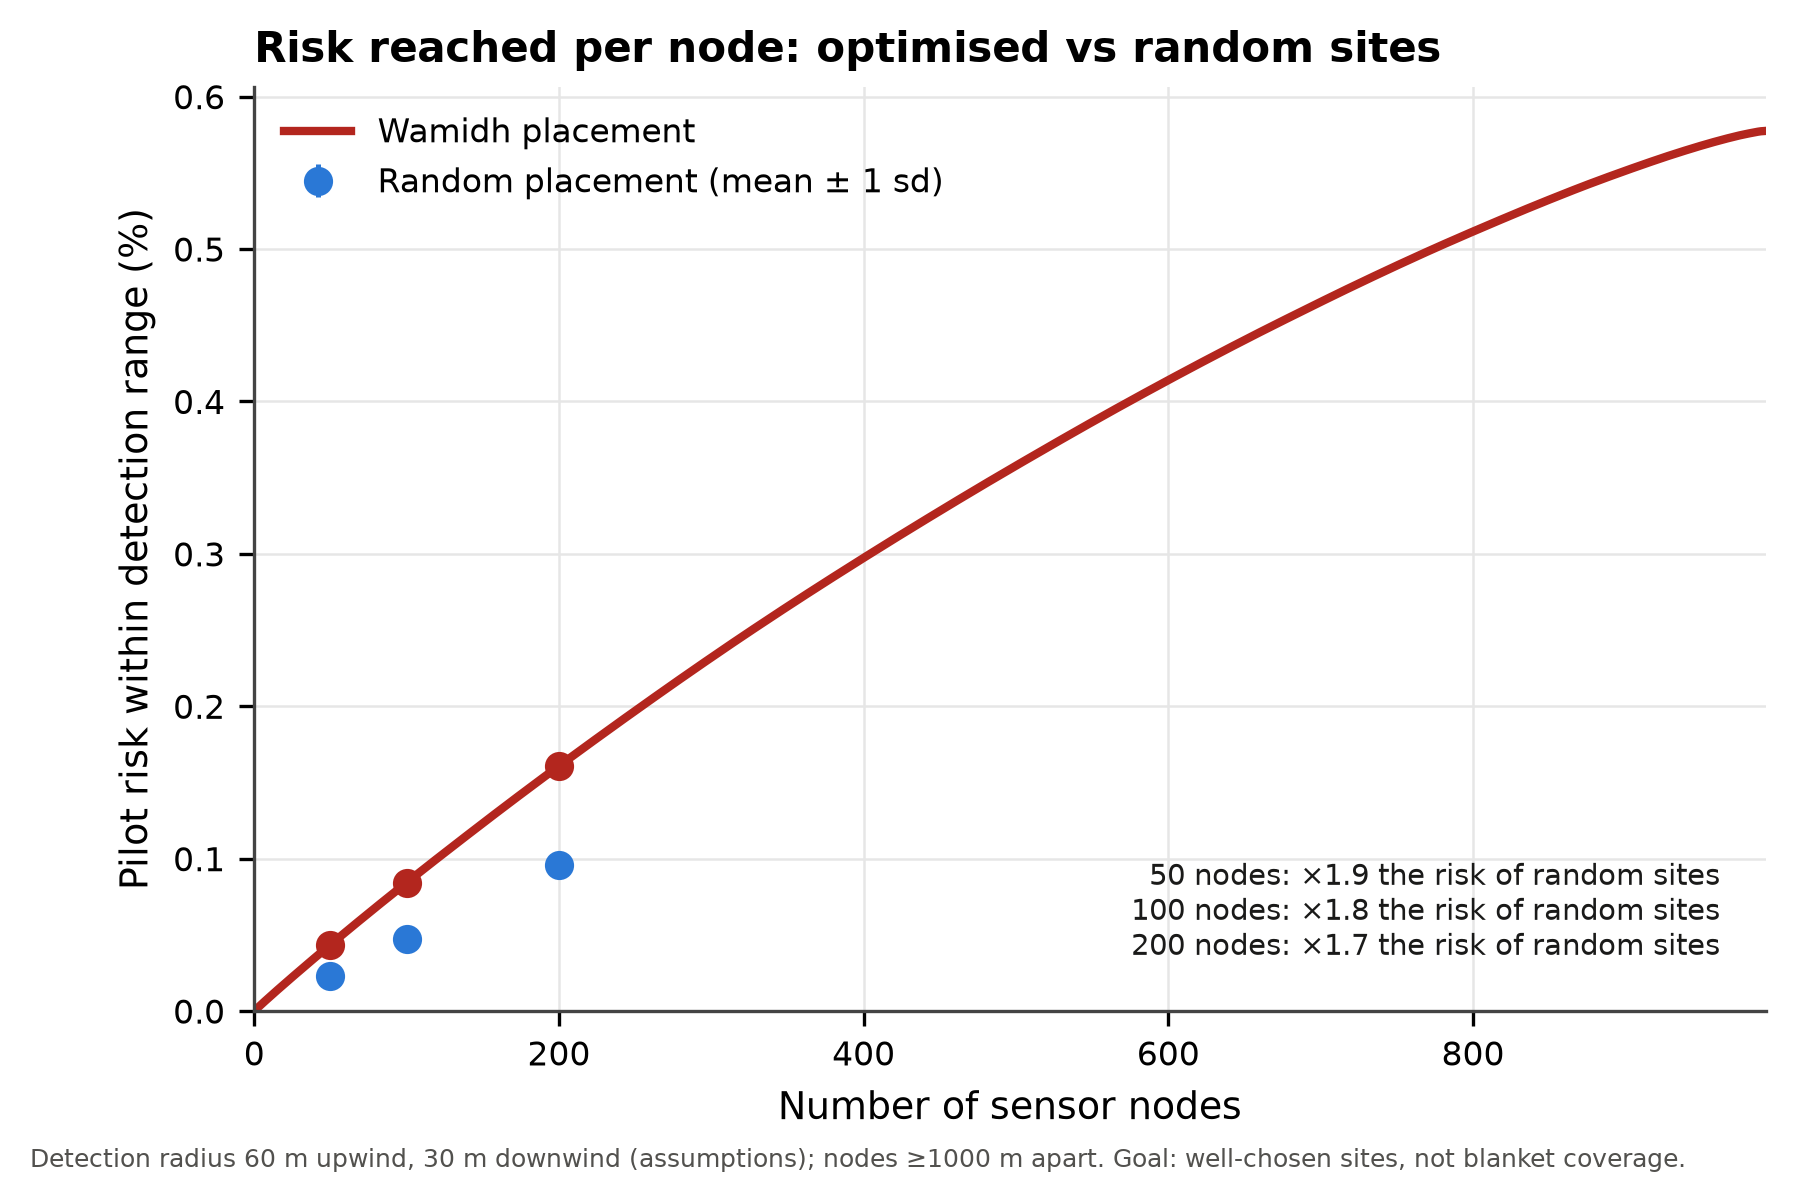 Risk reached per node: optimised vs random sites
Wamidh placement
Random placement (mean ± 1 sd)
Pilot risk within detection range (%)
0.6
0.5
0.4
0.3
0.2
0.1
0.0
50 nodes: ×1.9 the risk of random sites
100 nodes: ×1.8 the risk of random sites
200 nodes: ×1.7 the risk of random sites
0 200 400 600 800
Number of sensor nodes
Detection radius 60 m upwind, 30 m downwind (assumptions); nodes ≥1000 m apart. Goal: well-chosen sites, not blanket coverage.